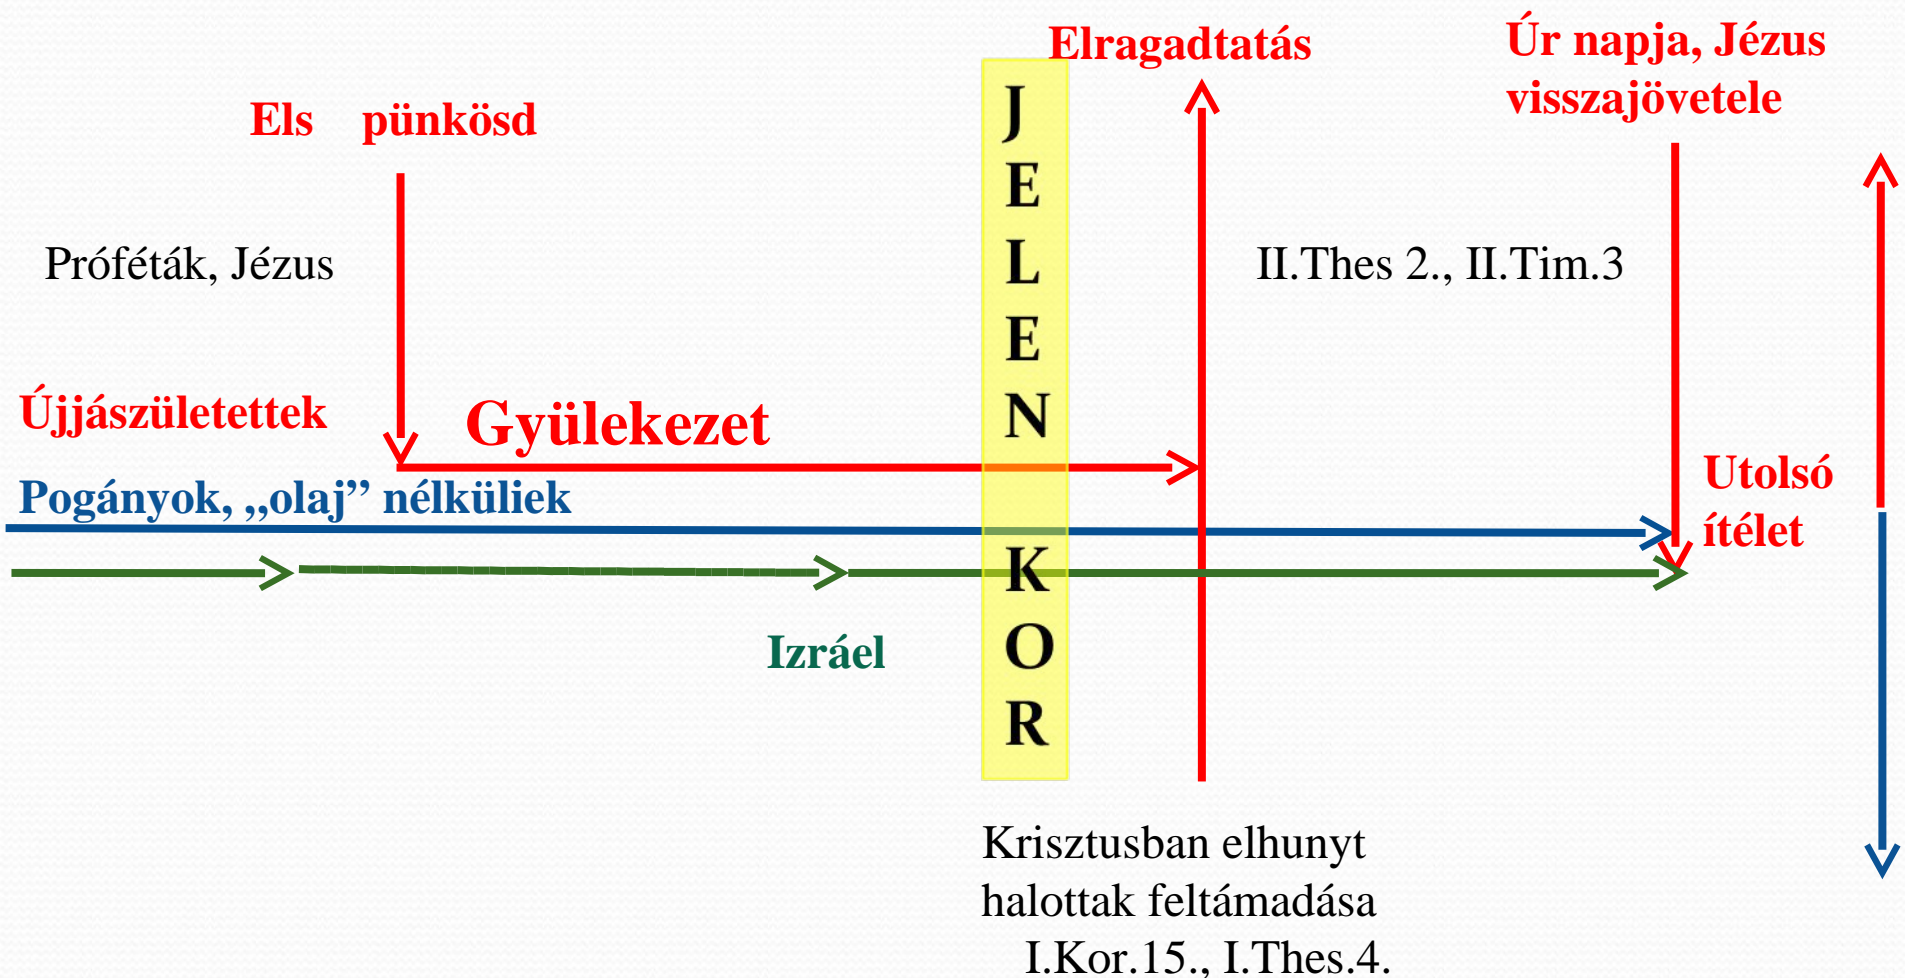 Elragadtatás
Úr napja, Jézus
visszajövetele
Els pünkösd
Próféták, Jézus
II.Thes 2., II.Tim.3
Újjászületettek
Gyülekezet
Pogányok, „olaj” nélküliek
Utolsó
ítélet
J
E
L
E
N
K
O
R
Izráel
Krisztusban elhunyt
halottak feltámadása
I.Kor.15., I.Thes.4.